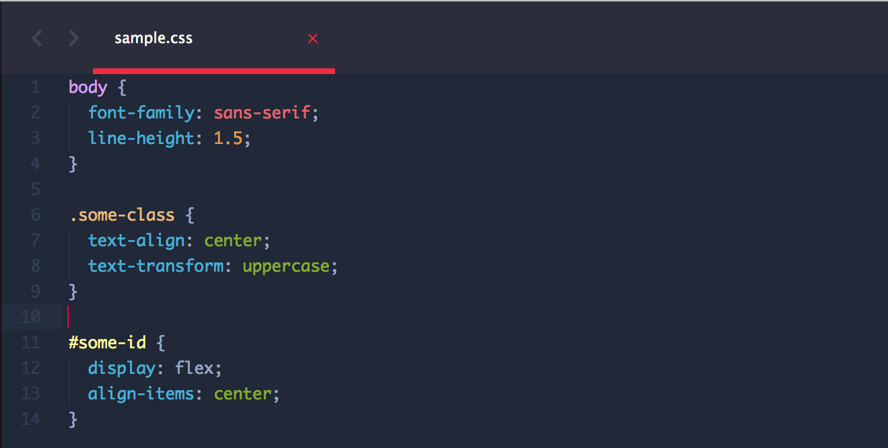 sample.css ×
1 body {
2   font-family: sans-serif;
3   line-height: 1.5;
4 }
5
6 .some-class {
7   text-align: center;
8   text-transform: uppercase;
9 }
10
11 #some-id {
12   display: flex;
13   align-items: center;
14 }